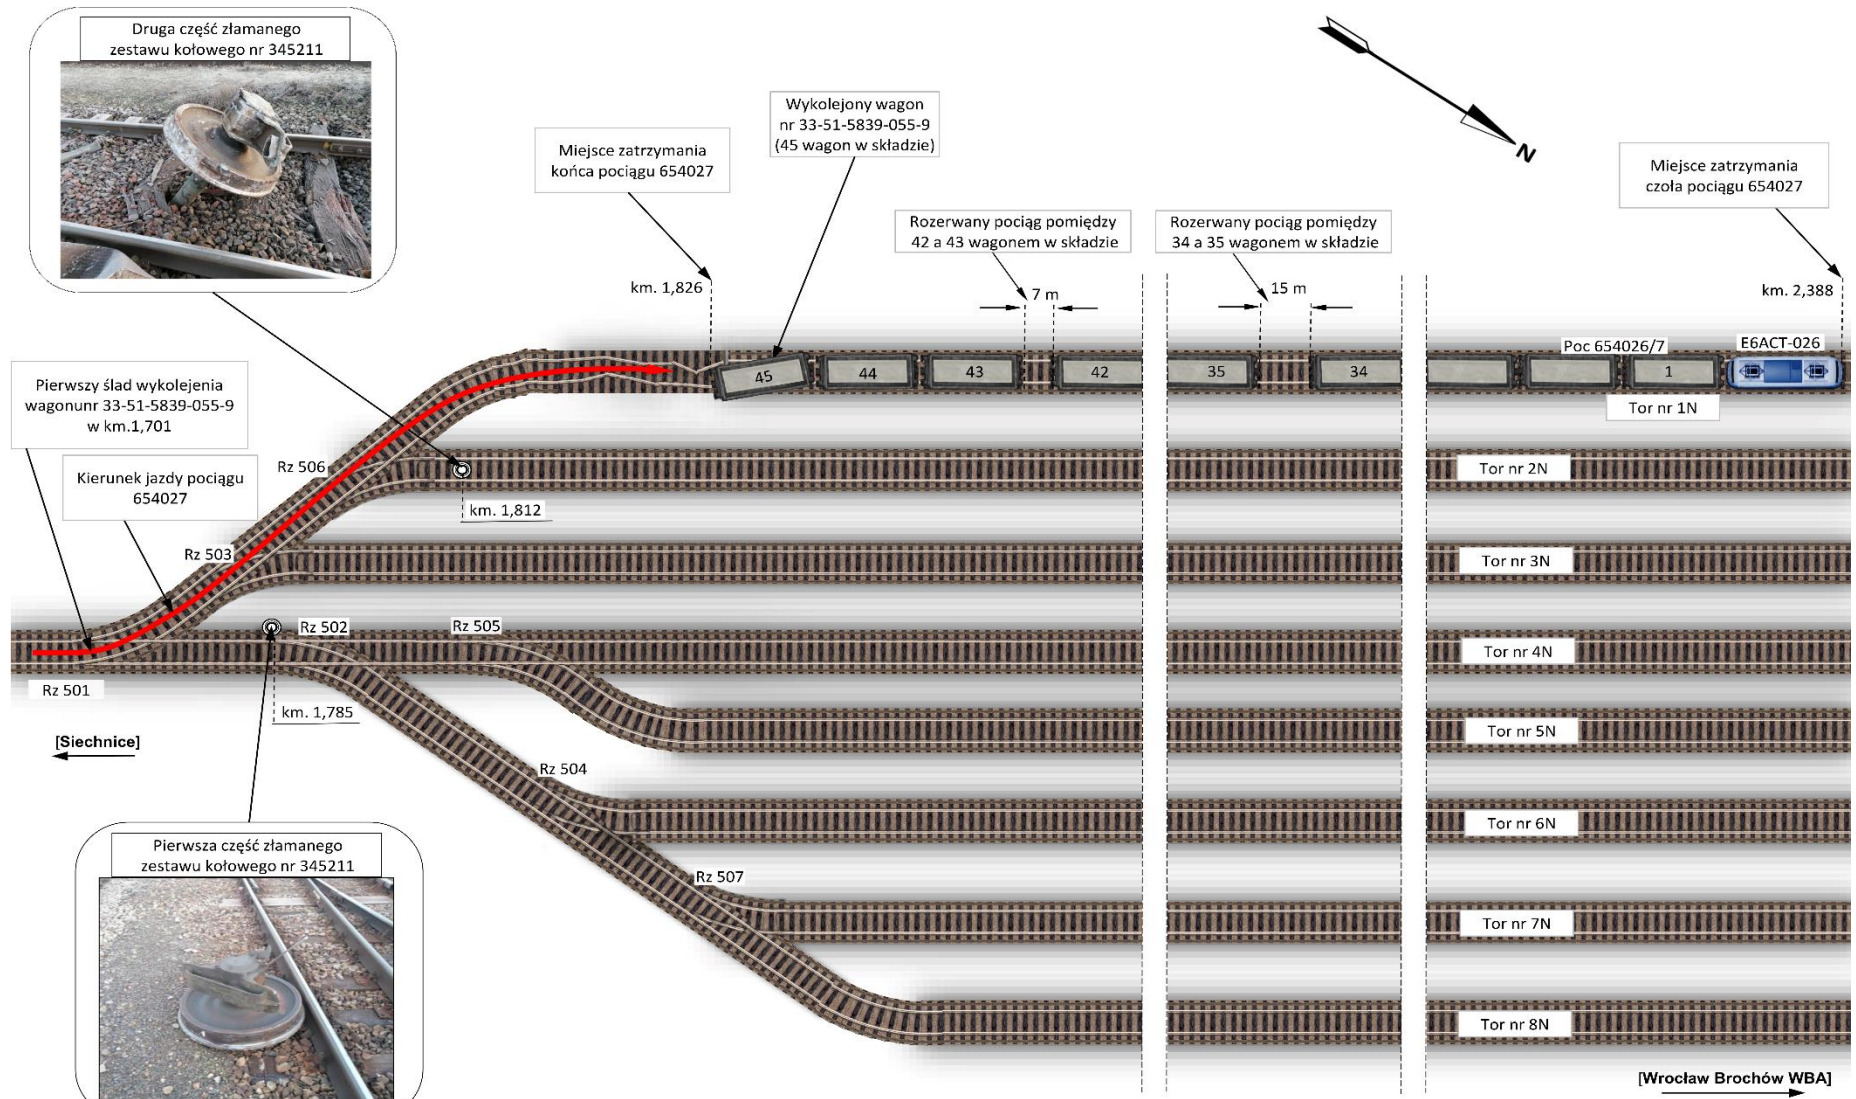 Druga część złamanego
zestawu kołowego nr 345211
Wykolejony wagon
nr 33-51-5839-055-9
(45 wagon w składzie)
Miejsce zatrzymania
końca pociągu 654027
N
Miejsce zatrzymania
czoła pociągu 654027
Rozerwany pociąg pomiędzy
42 a 43 wagonem w składzie
Rozerwany pociąg pomiędzy
34 a 35 wagonem w składzie
km. 1,826
7 m
15 m
km. 2,388
Poc 654026/7
E6ACT-026
45
44
43
42
35
34
1
Tor nr 1N
Pierwszy ślad wykolejenia
wagonunr 33-51-5839-055-9
w km.1,701
Kierunek jazdy pociągu
654027
Rz 506
Tor nr 2N
km. 1,812
Rz 503
Tor nr 3N
Rz 502
Rz 505
Tor nr 4N
Rz 501
km. 1,785
[Siechnice]
Tor nr 5N
Rz 504
Tor nr 6N
Pierwsza część złamanego
zestawu kołowego nr 345211
Rz 507
Tor nr 7N
Tor nr 8N
[Wrocław Brochów WBA]